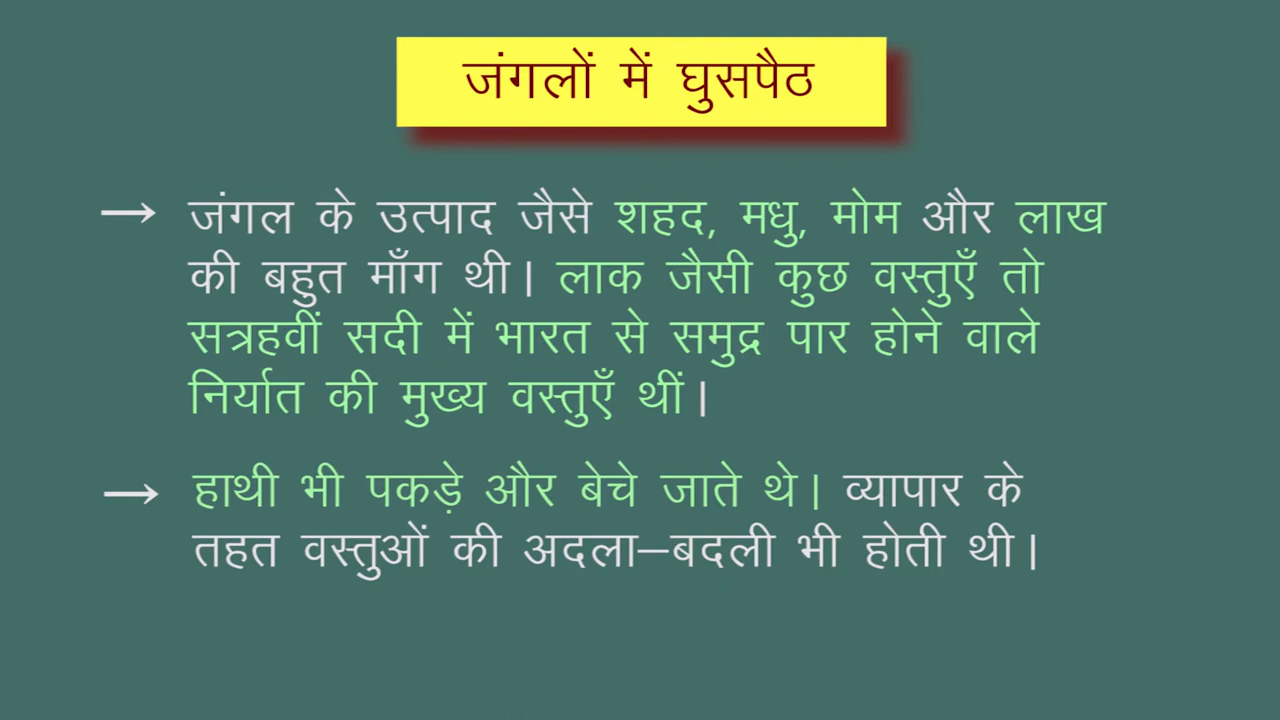 जंगलों में घुसपैठ
→ जंगल के उत्पाद जैसे शहद, मधु, मोम और लाख
की बहुत माँग थी। लाक जैसी कुछ वस्तुएँ तो
सत्रहवीं सदी में भारत से समुद्र पार होने वाले
निर्यात की मुख्य वस्तुएँ थीं।
→ हाथी भी पकड़े और बेचे जाते थे। व्यापार के
तहत वस्तुओं की अदला–बदली भी होती थी।